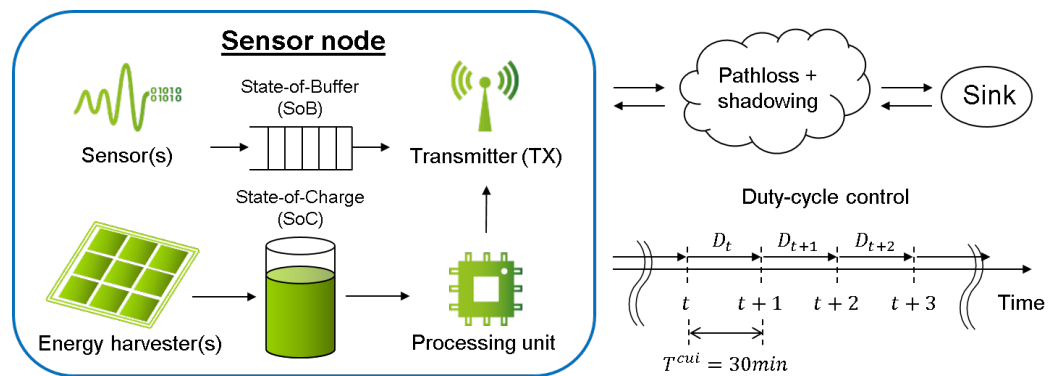 Sensor node
01010
01010
State-of-Buffer
(SoB)
Sensor(s)
Transmitter (TX)
State-of-Charge
(SoC)
Energy harvester(s)
Processing unit
Pathloss +
shadowing
Sink
Duty-cycle control
D_t
D_{t+1}
D_{t+2}
t
t + 1
t + 2
t + 3
Time
T^{cui} = 30min